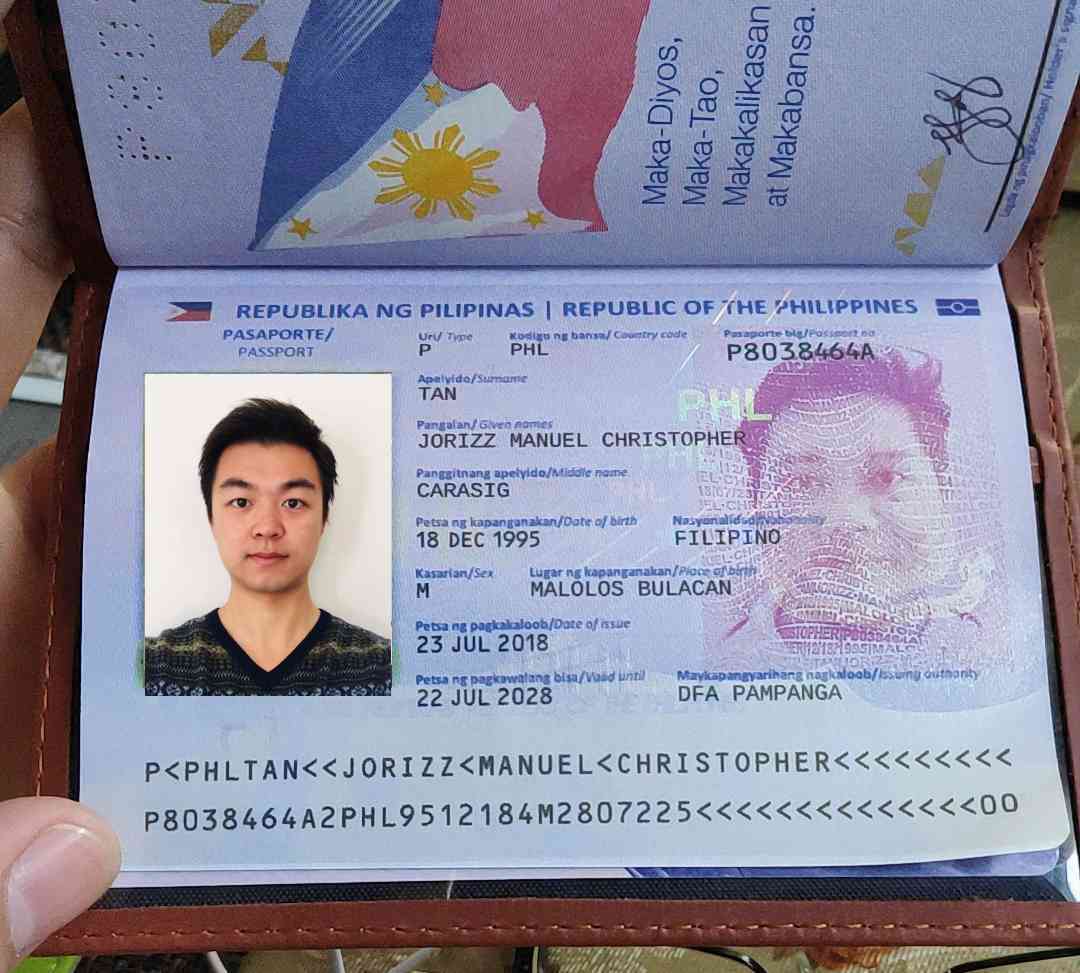 Maka-Diyos,
Maka-Tao,
Makakalikasan
at Makabansa.
REPUBLIKA NG PILIPINAS | REPUBLIC OF THE PHILIPPINES
PASAPORTE/
PASSPORT
Uri/ Type
P
Kodigo ng bansa/ Country code
PHL
Pasaporte blg/Passport no
P8038464A
Apelyido/Surname
TAN
Pangalan/ Given names
JORIZZ MANUEL CHRISTOPHER
Panggitnang apelyido/Middle name
CARASIG
Petsa ng kapanganakan/Date of birth
18 DEC 1995
Nasyonalidad/Nationality
FILIPINO
Kasarian/Sex
M
Lugar ng kapanganakan/Place of birth
MALOLOS BULACAN
Petsa ng pagkakaloob/Date of issue
23 JUL 2018
Petsa ng pagkawalang bisa/Valid until
22 JUL 2028
Maykapangyarihang nagkaloob/Issuing authority
DFA PAMPANGA
PHL
P<PHLTAN<<JORIZZ<MANUEL<CHRISTOPHER<<<<<<<<<
P8038464A2PHL9512184M2807225<<<<<<<<<<<<<<00